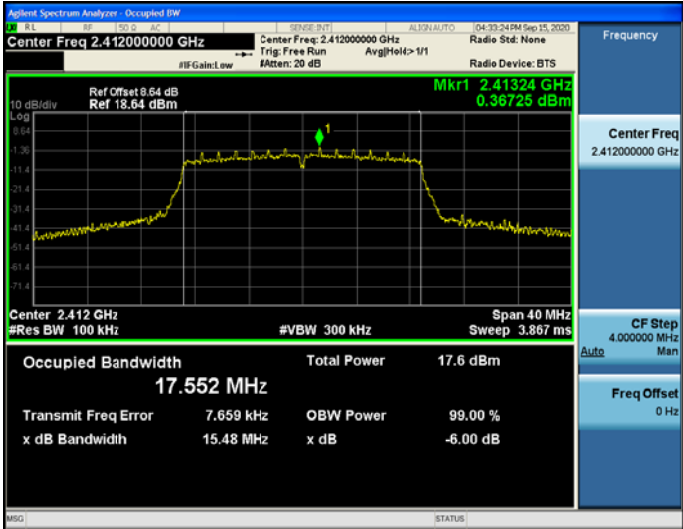 Agilent Spectrum Analyzer - Occupied BW
RL RF 50 Ω AC SENSE:INT ALIGN AUTO 04:33:24 PM Sep 15, 2020
Center Freq 2.412000000 GHz
Center Freq: 2.412000000 GHz
Radio Std: None
Trig: Free Run Avg|Hold:>1/1
#IFGain:Low #Atten: 20 dB Radio Device: BTS
Frequency
Ref Offset 8.64 dB
Mkr1 2.41324 GHz
10 dB/div Ref 18.64 dBm 0.36725 dBm
Log
8.64
1
-1.36
-11.4
-21.4
-31.4
-41.4
-51.4
-61.4
-71.4
Center Freq
2.412000000 GHz
Center 2.412 GHz Span 40 MHz
#Res BW 100 kHz #VBW 300 kHz Sweep 3.867 ms
CF Step
4.000000 MHz
Auto Man
Occupied Bandwidth Total Power 17.6 dBm
17.552 MHz
Transmit Freq Error 7.659 kHz OBW Power 99.00 %
x dB Bandwidth 15.48 MHz x dB -6.00 dB
Freq Offset
0 Hz
MSG STATUS